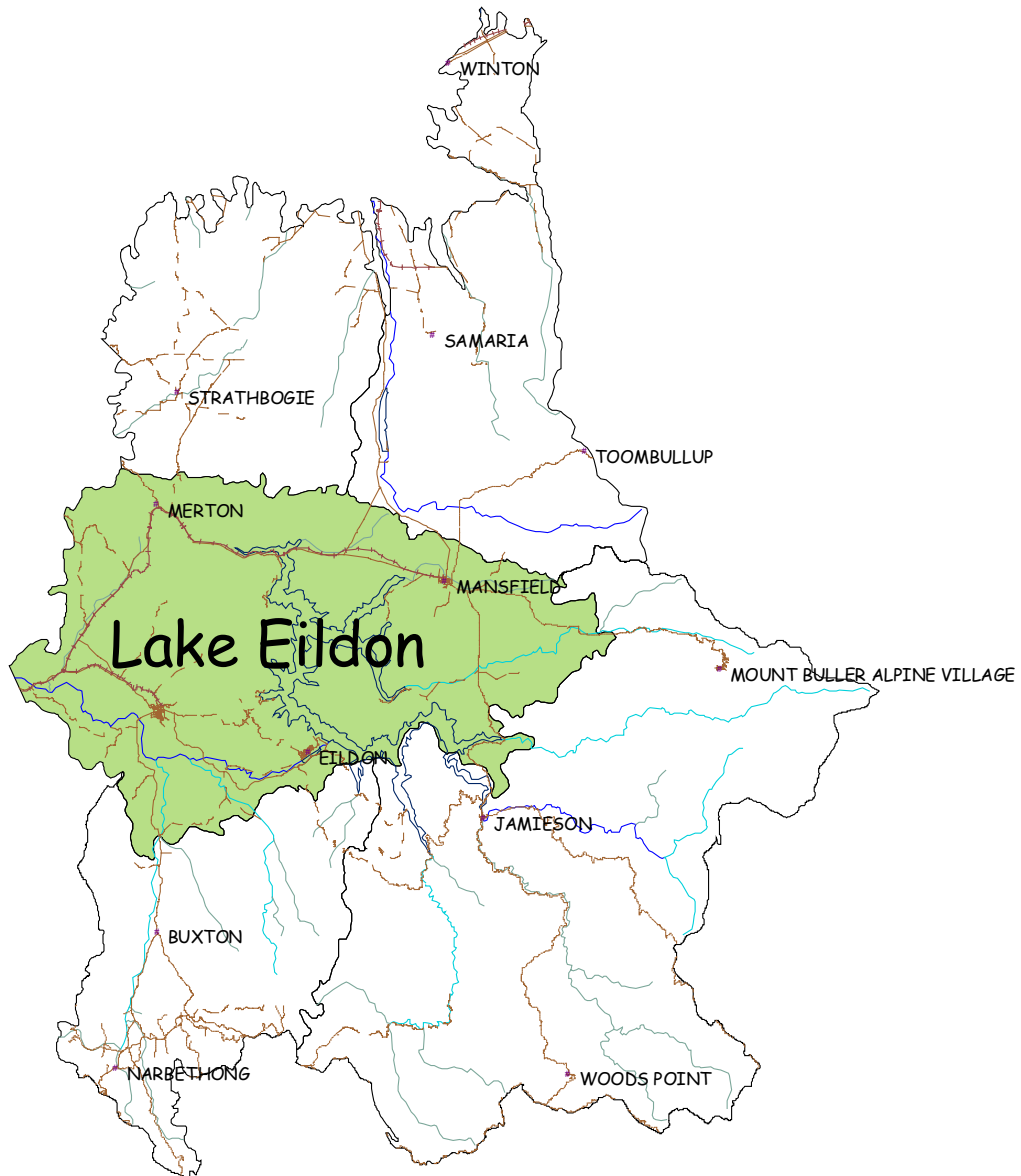 WINTON
SAMARIA
STRATHBOGIE
TOOMBULLUP
MERTON
MANSFIELD
Lake Eildon
MOUNT BULLER ALPINE VILLAGE
EILDON
JAMIESON
BUXTON
NARBETHONG
WOODS POINT